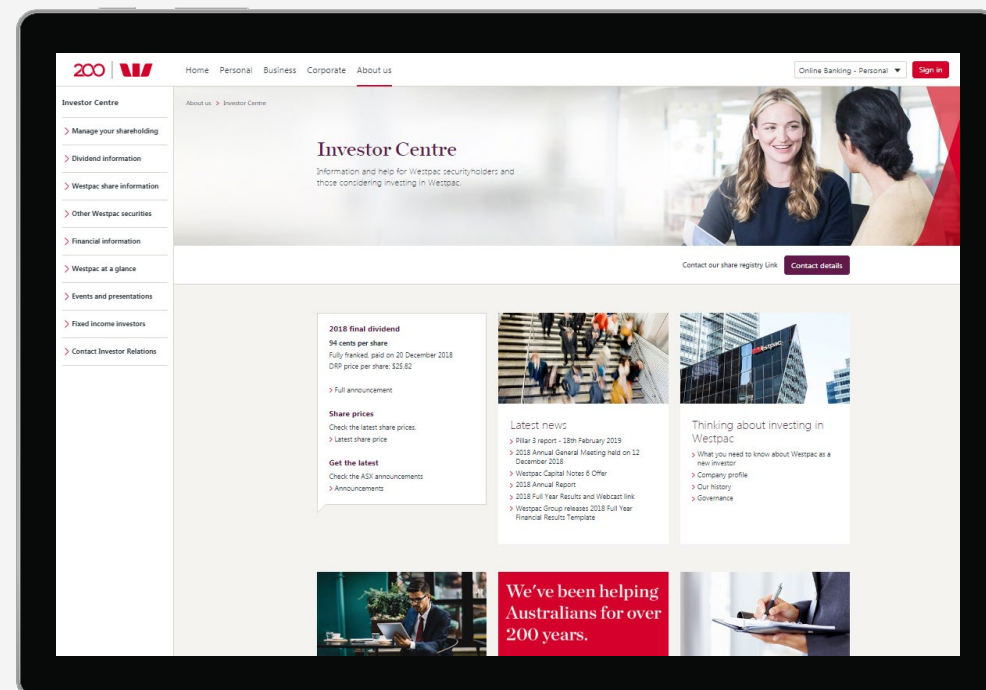 200
Home Personal Business Corporate About us
Online Banking - Personal
Sign in
Investor Centre
Manage your shareholding
Dividend information
Westpac share information
Other Westpac securities
Financial information
Westpac at a glance
Events and presentations
Fixed income investors
Contact Investor Relations
About us > Investor Centre
Investor Centre
Information and help for Westpac securityholders and
those considering investing in Westpac.
Contact our share registry Link
Contact details
2018 final dividend
94 cents per share
Fully franked, paid on 20 December 2018
DRP price per share: $25.82
> Full announcement
Share prices
Check the latest share prices.
> Latest share price
Get the latest
Check the ASX announcements
> Announcements
Latest news
> Pillar 3 report - 18th February 2019
> 2018 Annual General Meeting held on 12
December 2018
> Westpac Capital Notes 6 Offer
> 2018 Annual Report
> 2018 Full Year Results and Webcast link
> Westpac Group releases 2018 Full Year
Financial Results Template
Westpac
Thinking about investing in
Westpac
> What you need to know about Westpac as a
new investor
> Company profile
> Our history
> Governance
We've been helping
Australians for over
200 years.